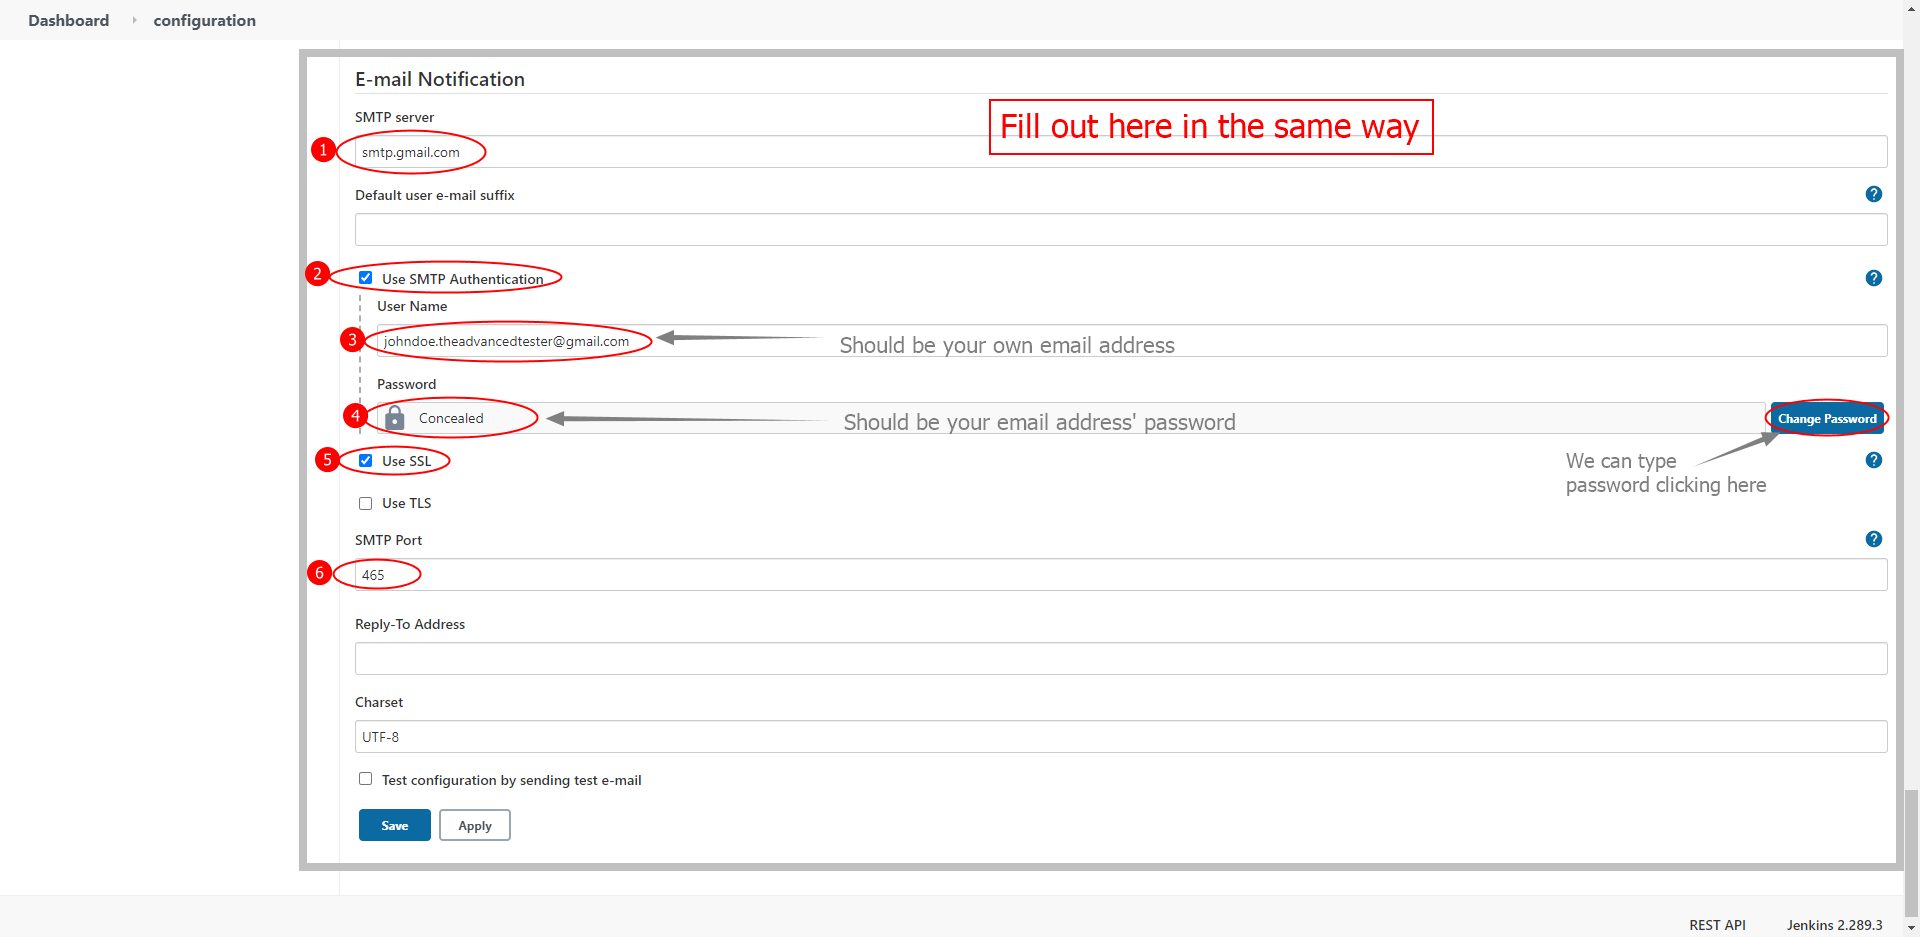 Dashboard configuration
E-mail Notification
SMTP server
Fill out here in the same way
1 smtp.gmail.com
Default user e-mail suffix ?
2 Use SMTP Authentication ?
User Name
3 johndoe.theadvancedtester@gmail.com Should be your own email address
Password
4 Concealed Should be your email address' password Change Password
5 Use SSL ?
We can type
password clicking here
Use TLS
SMTP Port ?
6 465
Reply-To Address
Charset
UTF-8
Test configuration by sending test e-mail
Save Apply
REST API Jenkins 2.289.3